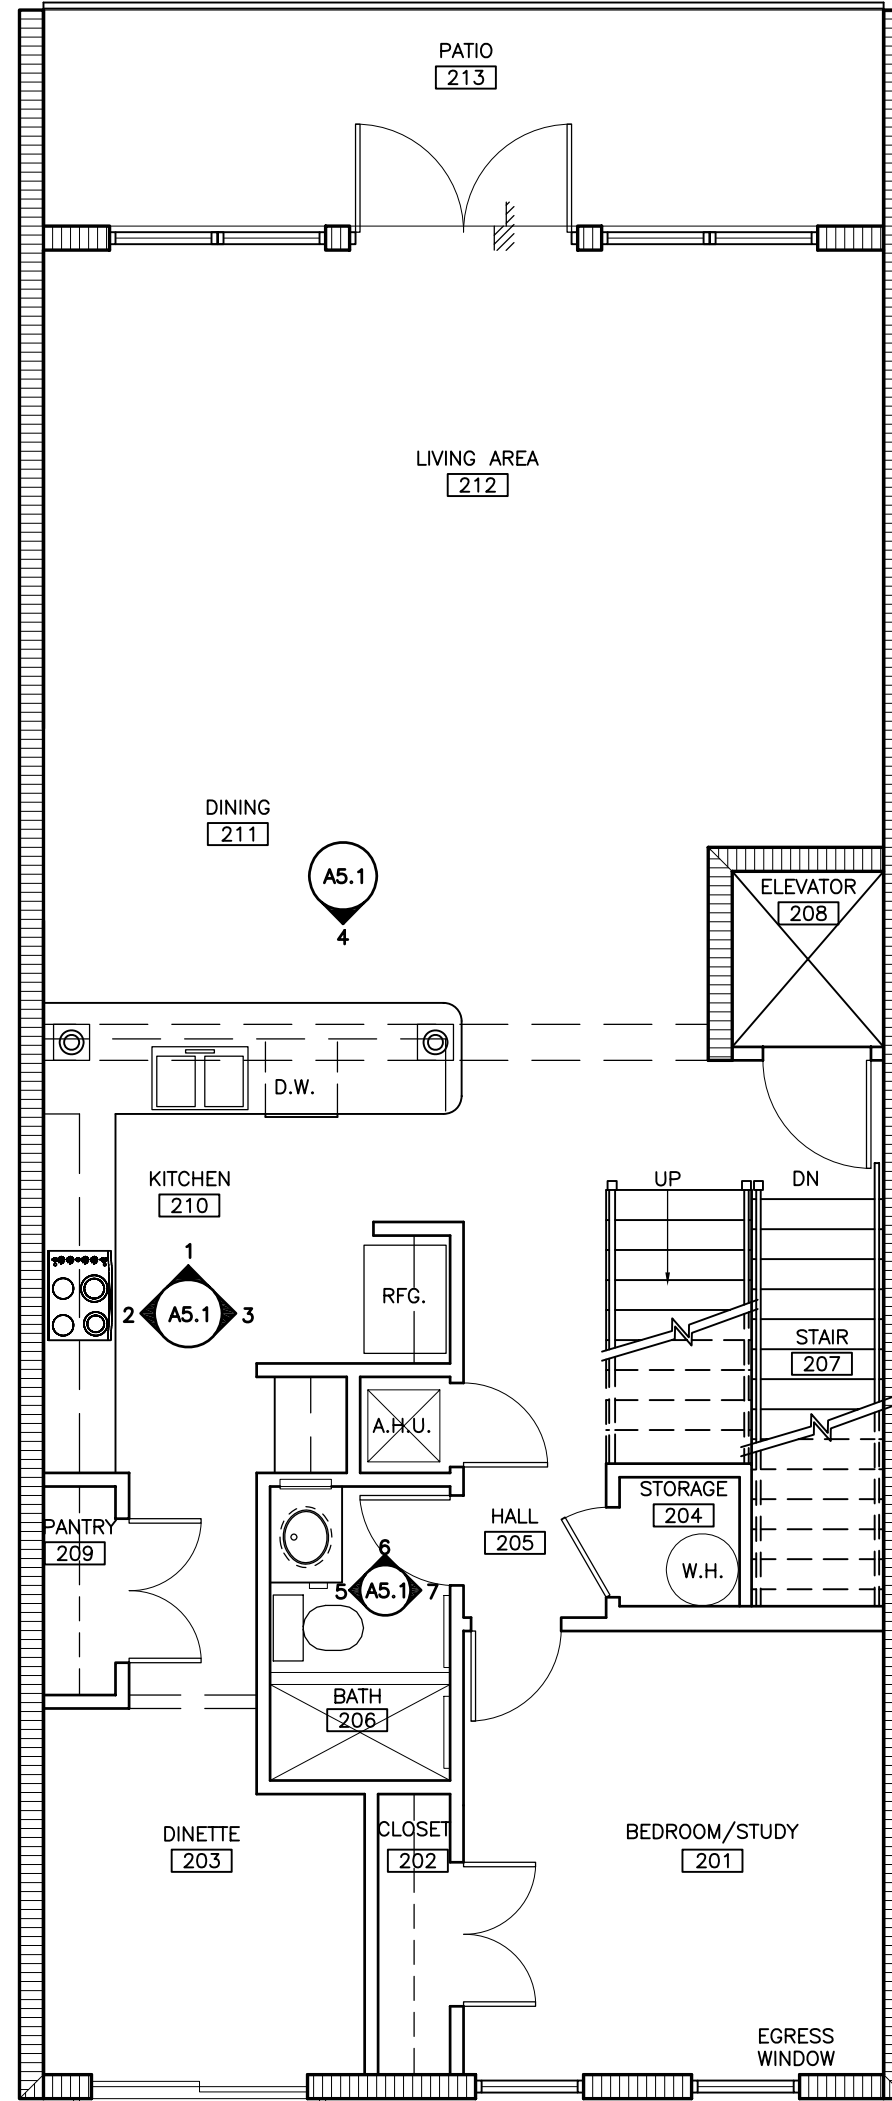 PATIO
213
LIVING AREA
212
DINING
211
A5.1
4
ELEVATOR
208
D.W.
KITCHEN
210
UP
DN
1
2
A5.1
3
RFG.
STAIR
207
A.H.U.
STORAGE
204
HALL
205
PANTRY
209
W.H.
6
5
A5.1
7
BATH
206
DINETTE
203
CLOSET
202
BEDROOM/STUDY
201
EGRESS
WINDOW